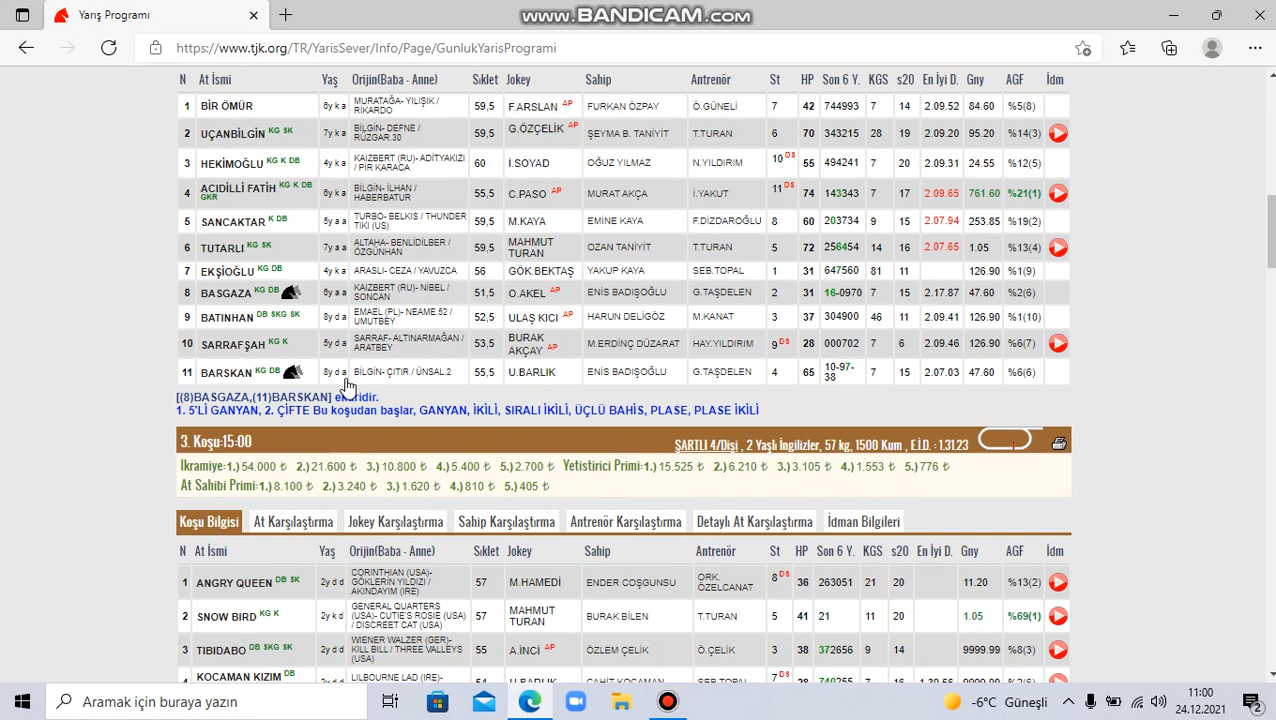 Yarış Programı
www.BANDICAM.com
https://www.tjk.org/TR/YarisSever/Info/Page/GunlukYarisProgrami
N At İsmi Yaş Orijin(Baba - Anne) Sıklet Jokey Sahip Antrenör St HP Son 6 Y. KGS s20 En İyi D. Gny AGF İdm
1 BİR ÖMÜR 6y k a MURATAĞA- YILIŞIK / RIKARDO 59,5 F.ARSLAN AP FURKAN ÖZPAY Ö.GÜNELİ 7 42 744993 7 14 2.09.52 84.60 %5(8)
2 UÇANBİLGİN KG SK 7y k a BİLGİN- DEFNE / RÜZGAR.30 59,5 G.ÖZÇELİK AP ŞEYMA B. TANİYİT T.TURAN 6 70 343215 28 19 2.09.20 95.20 %14(3)
3 HEKİMOĞLU KG K DB 4y k a KAIZBERT (RU)- ADİTYAKIZI / PIR KARACA 60 İ.SOYAD OĞUZ YILMAZ N.YILDIRIM 10 DS 55 494241 7 20 2.09.31 24.55 %12(5)
4 ACIDİLLİ FATİH KG K DB GKR 6y k a BİLGİN- İLHAN / HABERBATUR 55,5 C.PASO AP MURAT AKÇA İ.YAKUT 11 DS 74 143343 7 17 2.09.65 761.60 %21(1)
5 SANCAKTAR K DB 5y a a TURBO- BELKIS / THUNDER TIKI (US) 59,5 M.KAYA EMINE KAYA F.DİZDAROĞLU 8 60 203734 9 15 2.07.94 253.85 %19(2)
6 TUTARLI KG SK 7y a a ALTAHA- BENLİDİLBER / ÖZGÜNHAN 59,5 MAHMUT TURAN OZAN TANİYİT T.TURAN 5 72 256454 14 16 2.07.65 1.05 %13(4)
7 EKŞİOĞLU KG DB 4y k a ARASLI- CEZA / YAVUZCA 56 GÖK.BEKTAŞ YAKUP KAYA SEB.TOPAL 1 31 647560 81 11 126.90 %1(9)
8 BASGAZA KG DB 6y a a KAIZBERT (RU)- NİBEL / SONCAN 51,5 O.AKEL AP ENİS BADIŞOĞLU G.TAŞDELEN 2 31 16-0970 7 15 2.17.87 47.60 %2(6)
9 BATINHAN DB SKG SK 8y d a EMAEL (PL)- NEAME.52 / UMUTBEY 52,5 ULAŞ KICI AP HARUN DELİGÖZ M.KANAT 3 37 304900 46 11 2.09.41 126.90 %1(10)
10 SARRAFŞAH KG K 5y d a SARRAF- ALTINARMAĞAN / ARATBEY 53,5 BURAK AKÇAY AP M.ERDİNÇ DÜZARAT HAY.YILDIRIM 9 DS 28 000702 7 6 2.09.46 126.90 %6(7)
11 BARSKAN KG DB 8y d a BİLGİN- ÇITIR / ÜNSAL.2 55,5 U.BARLIK ENİS BADIŞOĞLU G.TAŞDELEN 4 65 10-97-38 7 15 2.07.03 47.60 %6(6)
[(8)BASGAZA,(11)BARSKAN] eküridir.
1. 5'Lİ GANYAN, 2. ÇİFTE Bu koşudan başlar, GANYAN, İKİLİ, SIRALI İKİLİ, ÜÇLÜ BAHİS, PLASE, PLASE İKİLİ
3. Koşu:15:00 ŞARTLI 4/Dişi , 2 Yaşlı İngilizler, 57 kg, 1500 Kum , E.İ.D. : 1.31.23
Ikramiye:1.) 54.000 ₺ 2.) 21.600 ₺ 3.) 10.800 ₺ 4.) 5.400 ₺ 5.) 2.700 ₺ Yetistirici Primi:1.) 15.525 ₺ 2.) 6.210 ₺ 3.) 3.105 ₺ 4.) 1.553 ₺ 5.) 776 ₺
At Sahibi Primi:1.) 8.100 ₺ 2.) 3.240 ₺ 3.) 1.620 ₺ 4.) 810 ₺ 5.) 405 ₺
Koşu Bilgisi At Karşılaştırma Jokey Karşılaştırma Sahip Karşılaştırma Antrenör Karşılaştırma Detaylı At Karşılaştırma İdman Bilgileri
N At İsmi Yaş Orijin(Baba - Anne) Sıklet Jokey Sahip Antrenör St HP Son 6 Y. KGS s20 En İyi D. Gny AGF İdm
1 ANGRY QUEEN DB SK 2y d d CORINTHIAN (USA)- GÖKLERİN YILDIZI / AKINDAYIM (IRE) 57 M.HAMEDİ ENDER COŞGUNSU ORK. ÖZELCANAT 8 DS 36 263051 21 20 11.20 %13(2)
2 SNOW BIRD KG K 2y k d GENERAL QUARTERS (USA)- CUTIE'S ROSIE (USA) / DISCREET CAT (USA) 57 MAHMUT TURAN BURAK BİLEN T.TURAN 5 41 21 11 20 1.05 %69(1)
3 TIBIDABO DB SKG SK 2y d d WIENER WALZER (GER)- KILL BILL / THREE VALLEYS (USA) 55 A.İNCİ AP ÖZLEM ÇELİK Ö.ÇELİK 3 38 372656 9 14 9999.99 %8(3)
KOCAMAN KIZIM DB LILBOURNE LAD (IRE)-
Aramak için buraya yazın
-6°C Güneşli
11:00
24.12.2021
2